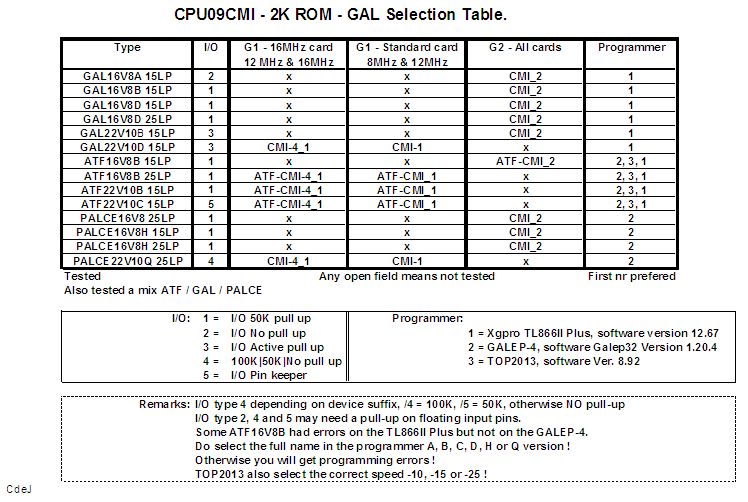 CPU09CMI - 2K ROM - GAL Selection Table.
Type I/O G1 - 16MHz card G1 - Standard card G2 - All cards Programmer
12 MHz & 16MHz 8MHz & 12MHz
GAL16V8A 15LP 2 x x CMI_2 1
GAL16V8B 15LP 1 x x CMI_2 1
GAL16V8D 15LP 1 x x CMI_2 1
GAL16V8D 25LP 1 x x CMI_2 1
GAL22V10B 15LP 3 x x CMI_2 1
GAL22V10D 15LP 3 CMI-4_1 CMI-1 x 1
ATF16V8B 15LP 1 x x ATF-CMI_2 2, 3, 1
ATF16V8B 25LP 1 ATF-CMI-4_1 ATF-CMI_1 x 2, 3, 1
ATF22V10B 15LP 1 ATF-CMI-4_1 ATF-CMI_1 x 2, 3, 1
ATF22V10C 15LP 5 ATF-CMI-4_1 ATF-CMI_1 x 2, 3, 1
PALCE16V8 25LP 1 x x CMI_2 2
PALCE16V8H 15LP 1 x x CMI_2 2
PALCE16V8H 25LP 1 x x CMI_2 2
PALCE22V10Q 25LP 4 CMI-4_1 CMI-1 x 2
Tested Any open field means not tested First nr prefered
Also tested a mix ATF / GAL / PALCE
I/O: 1 = I/O 50K pull up Programmer:
2 = I/O No pull up 1 = Xgpro TL866II Plus, software version 12.67
3 = I/O Active pull up 2 = GALEP-4, software Galep32 Version 1.20.4
4 = 100K|50K|No pull up 3 = TOP2013, software Ver. 8.92
5 = I/O Pin keeper
Remarks: I/O type 4 depending on device suffix, /4 = 100K, /5 = 50K, otherwise NO pull-up
I/O type 2, 4 and 5 may need a pull-up on floating input pins.
Some ATF16V8B had errors on the TL866II Plus but not on the GALEP-4.
Do select the full name in the programmer A, B, C, D, H or Q version !
Otherwise you will get programming errors !
TOP2013 also select the correct speed -10, -15 or -25 !
CdeJ